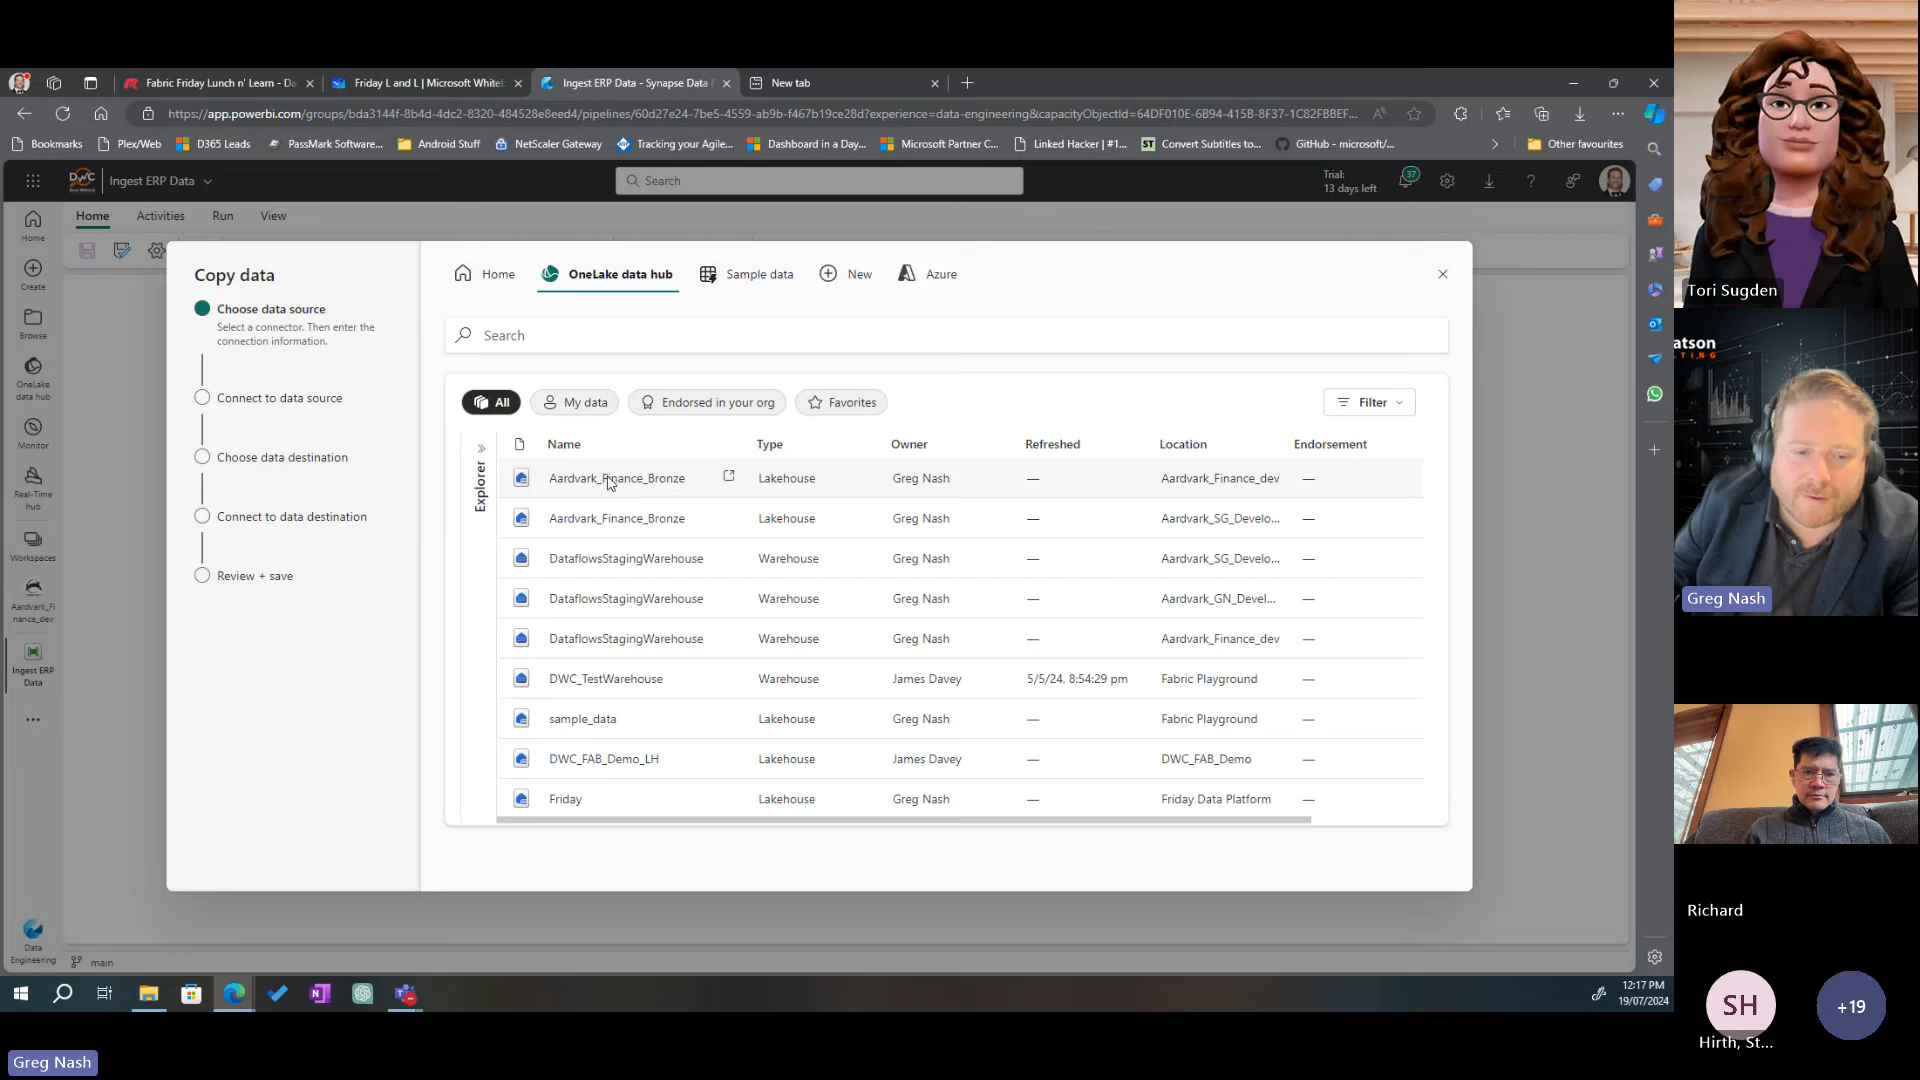 Fabric Friday Lunch n' Learn - Da
Friday L and L | Microsoft Whiteb
Ingest ERP Data - Synapse Data
New tab
https://app.powerbi.com/groups/bda3144f-8b4d-4dc2-8320-484528e8eed4/pipelines/60d27e24-7be5-4559-ab9b-f467b19ce28d?experience=data-engineering&capacityObjectId=64DF010E-6B94-415B-8F37-1C82FBBEF...
Bookmarks
Plex/Web
D365 Leads
PassMark Software...
Android Stuff
NetScaler Gateway
Tracking your Agile...
Dashboard in a Day...
Microsoft Partner C...
Linked Hacker | #1...
ST Convert Subtitles to...
GitHub - microsoft/...
Other favourites
DWC
Ingest ERP Data
Search
Trial:
13 days left
37
Home
Activities
Run
View
Home
Create
Browse
OneLake
data hub
Monitor
Real-Time
hub
Workspaces
Aardvark_Fi
nance_dev
Ingest ERP
Data
Data
Engineering
main
Copy data
Choose data source
Select a connector. Then enter the
connection information.
Connect to data source
Choose data destination
Connect to data destination
Review + save
Home
OneLake data hub
Sample data
New
Azure
Search
All
My data
Endorsed in your org
Favorites
Filter
Explorer
Name Type Owner Refreshed Location Endorsement
Aardvark_Finance_Bronze Lakehouse Greg Nash — Aardvark_Finance_dev —
Aardvark_Finance_Bronze Lakehouse Greg Nash — Aardvark_SG_Develo... —
DataflowsStagingWarehouse Warehouse Greg Nash — Aardvark_SG_Develo... —
DataflowsStagingWarehouse Warehouse Greg Nash — Aardvark_GN_Devel... —
DataflowsStagingWarehouse Warehouse Greg Nash — Aardvark_Finance_dev —
DWC_TestWarehouse Warehouse James Davey 5/5/24, 8:54:29 pm Fabric Playground —
sample_data Lakehouse Greg Nash — Fabric Playground —
DWC_FAB_Demo_LH Lakehouse James Davey — DWC_FAB_Demo —
Friday Lakehouse Greg Nash — Friday Data Platform —
12:17 PM
19/07/2024
Greg Nash
Tori Sugden
atson
TING
Greg Nash
Richard
SH
Hirth, St...
+19